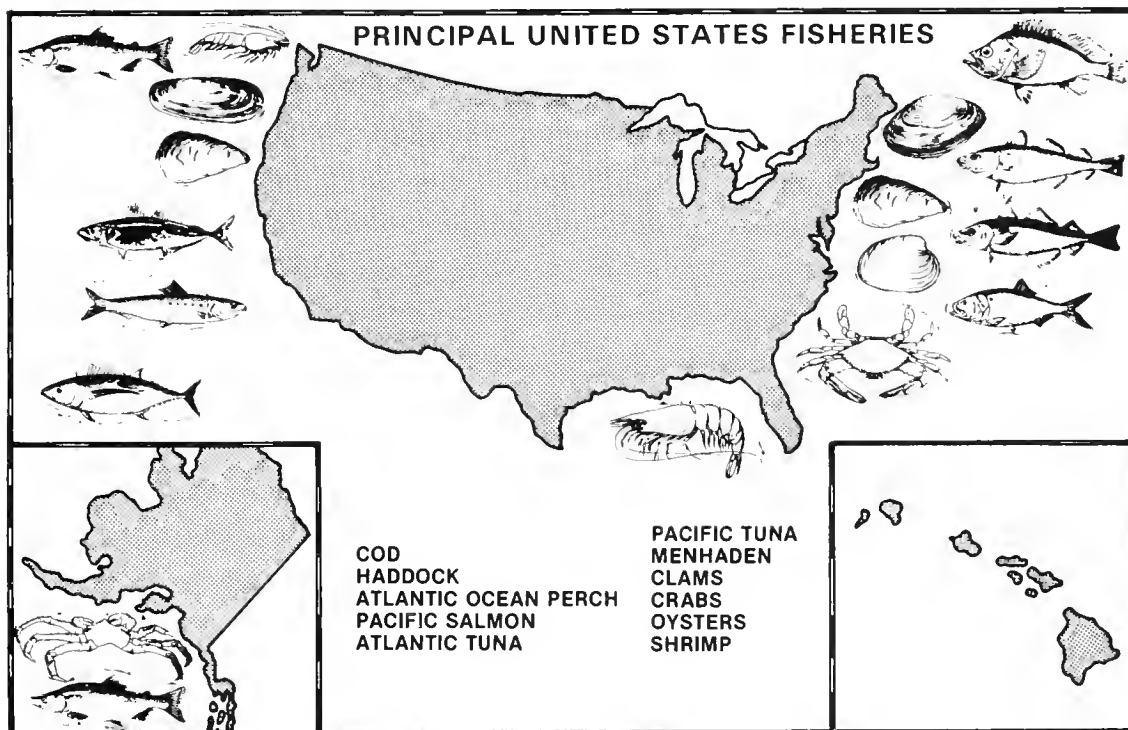 PRINCIPAL UNITED STATES FISHERIES
COD
HADDOCK
ATLANTIC OCEAN PERCH
PACIFIC SALMON
ATLANTIC TUNA
PACIFIC TUNA
MENHADEN
CLAMS
CRABS
OYSTERS
SHRIMP